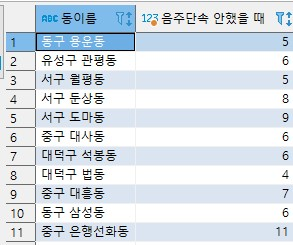 ABC 동이름 123 음주단속 안했을 때
1 동구 용운동 5
2 유성구 관평동 6
3 서구 월평동 5
4 서구 둔산동 8
5 서구 도마동 9
6 중구 대사동 6
7 대덕구 석봉동 6
8 대덕구 법동 4
9 중구 대흥동 7
10 동구 삼성동 6
11 중구 은행선화동 11